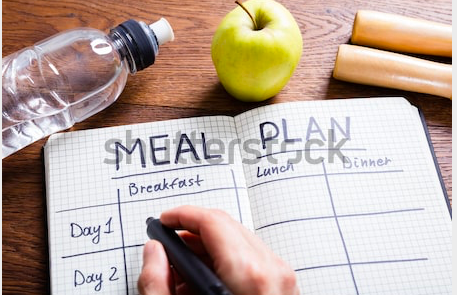 MEAL PLAN
Breakfast Lunch Dinner
Day 1
Day 2
shutterstock